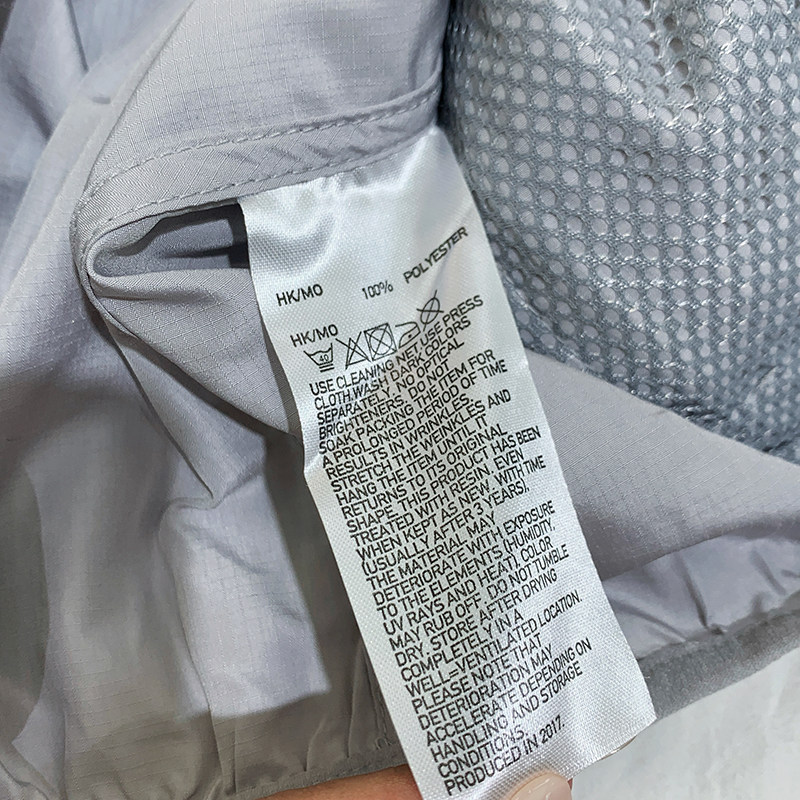 HK/MO 100% POLYESTER
HK/MO
40
USE CLEANING NET, USE PRESS
CLOTH.WASH DARK COLORS
SEPARATELY. NO OPTICAL
BRIGHTENERS. DO NOT
SOAK PACKING THE ITEM FOR
A PROLONGED PERIOD OF TIME
RESULTS IN WRINKLES.
STRETCH THE WRINKLES AND
HANG THE ITEM UNTIL IT
RETURNS TO ITS ORIGINAL
SHAPE. THIS PRODUCT HAS BEEN
TREATED WITH RESIN. EVEN
WHEN KEPT AS NEW, WITH TIME
(USUALLY AFTER 3 YEARS),
THE MATERIAL MAY
DETERIORATE WITH EXPOSURE
TO THE ELEMENTS (HUMIDITY,
UV RAYS AND HEAT). COLOR
MAY RUB OFF. DO NOT TUMBLE
DRY. STORE AFTER DRYING
COMPLETELY IN A
WELL=VENTILATED LOCATION.
PLEASE NOTE THAT
DETERIORATION MAY
ACCELERATE DEPENDING ON
HANDLING AND STORAGE
CONDITIONS.
PRODUCED IN 2017.